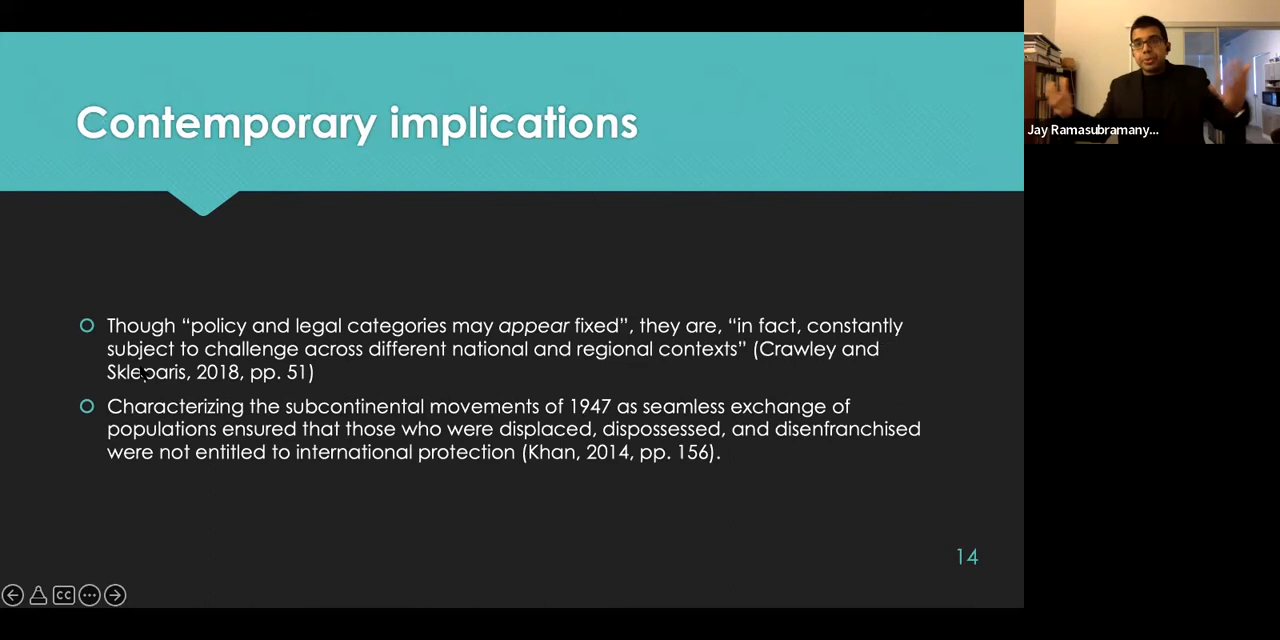 Contemporary implications
Jay Ramasubramany...
Though “policy and legal categories may appear fixed”, they are, “in fact, constantly
subject to challenge across different national and regional contexts” (Crawley and
Skleparis, 2018, pp. 51)
Characterizing the subcontinental movements of 1947 as seamless exchange of
populations ensured that those who were displaced, dispossessed, and disenfranchised
were not entitled to international protection (Khan, 2014, pp. 156).
14
CC